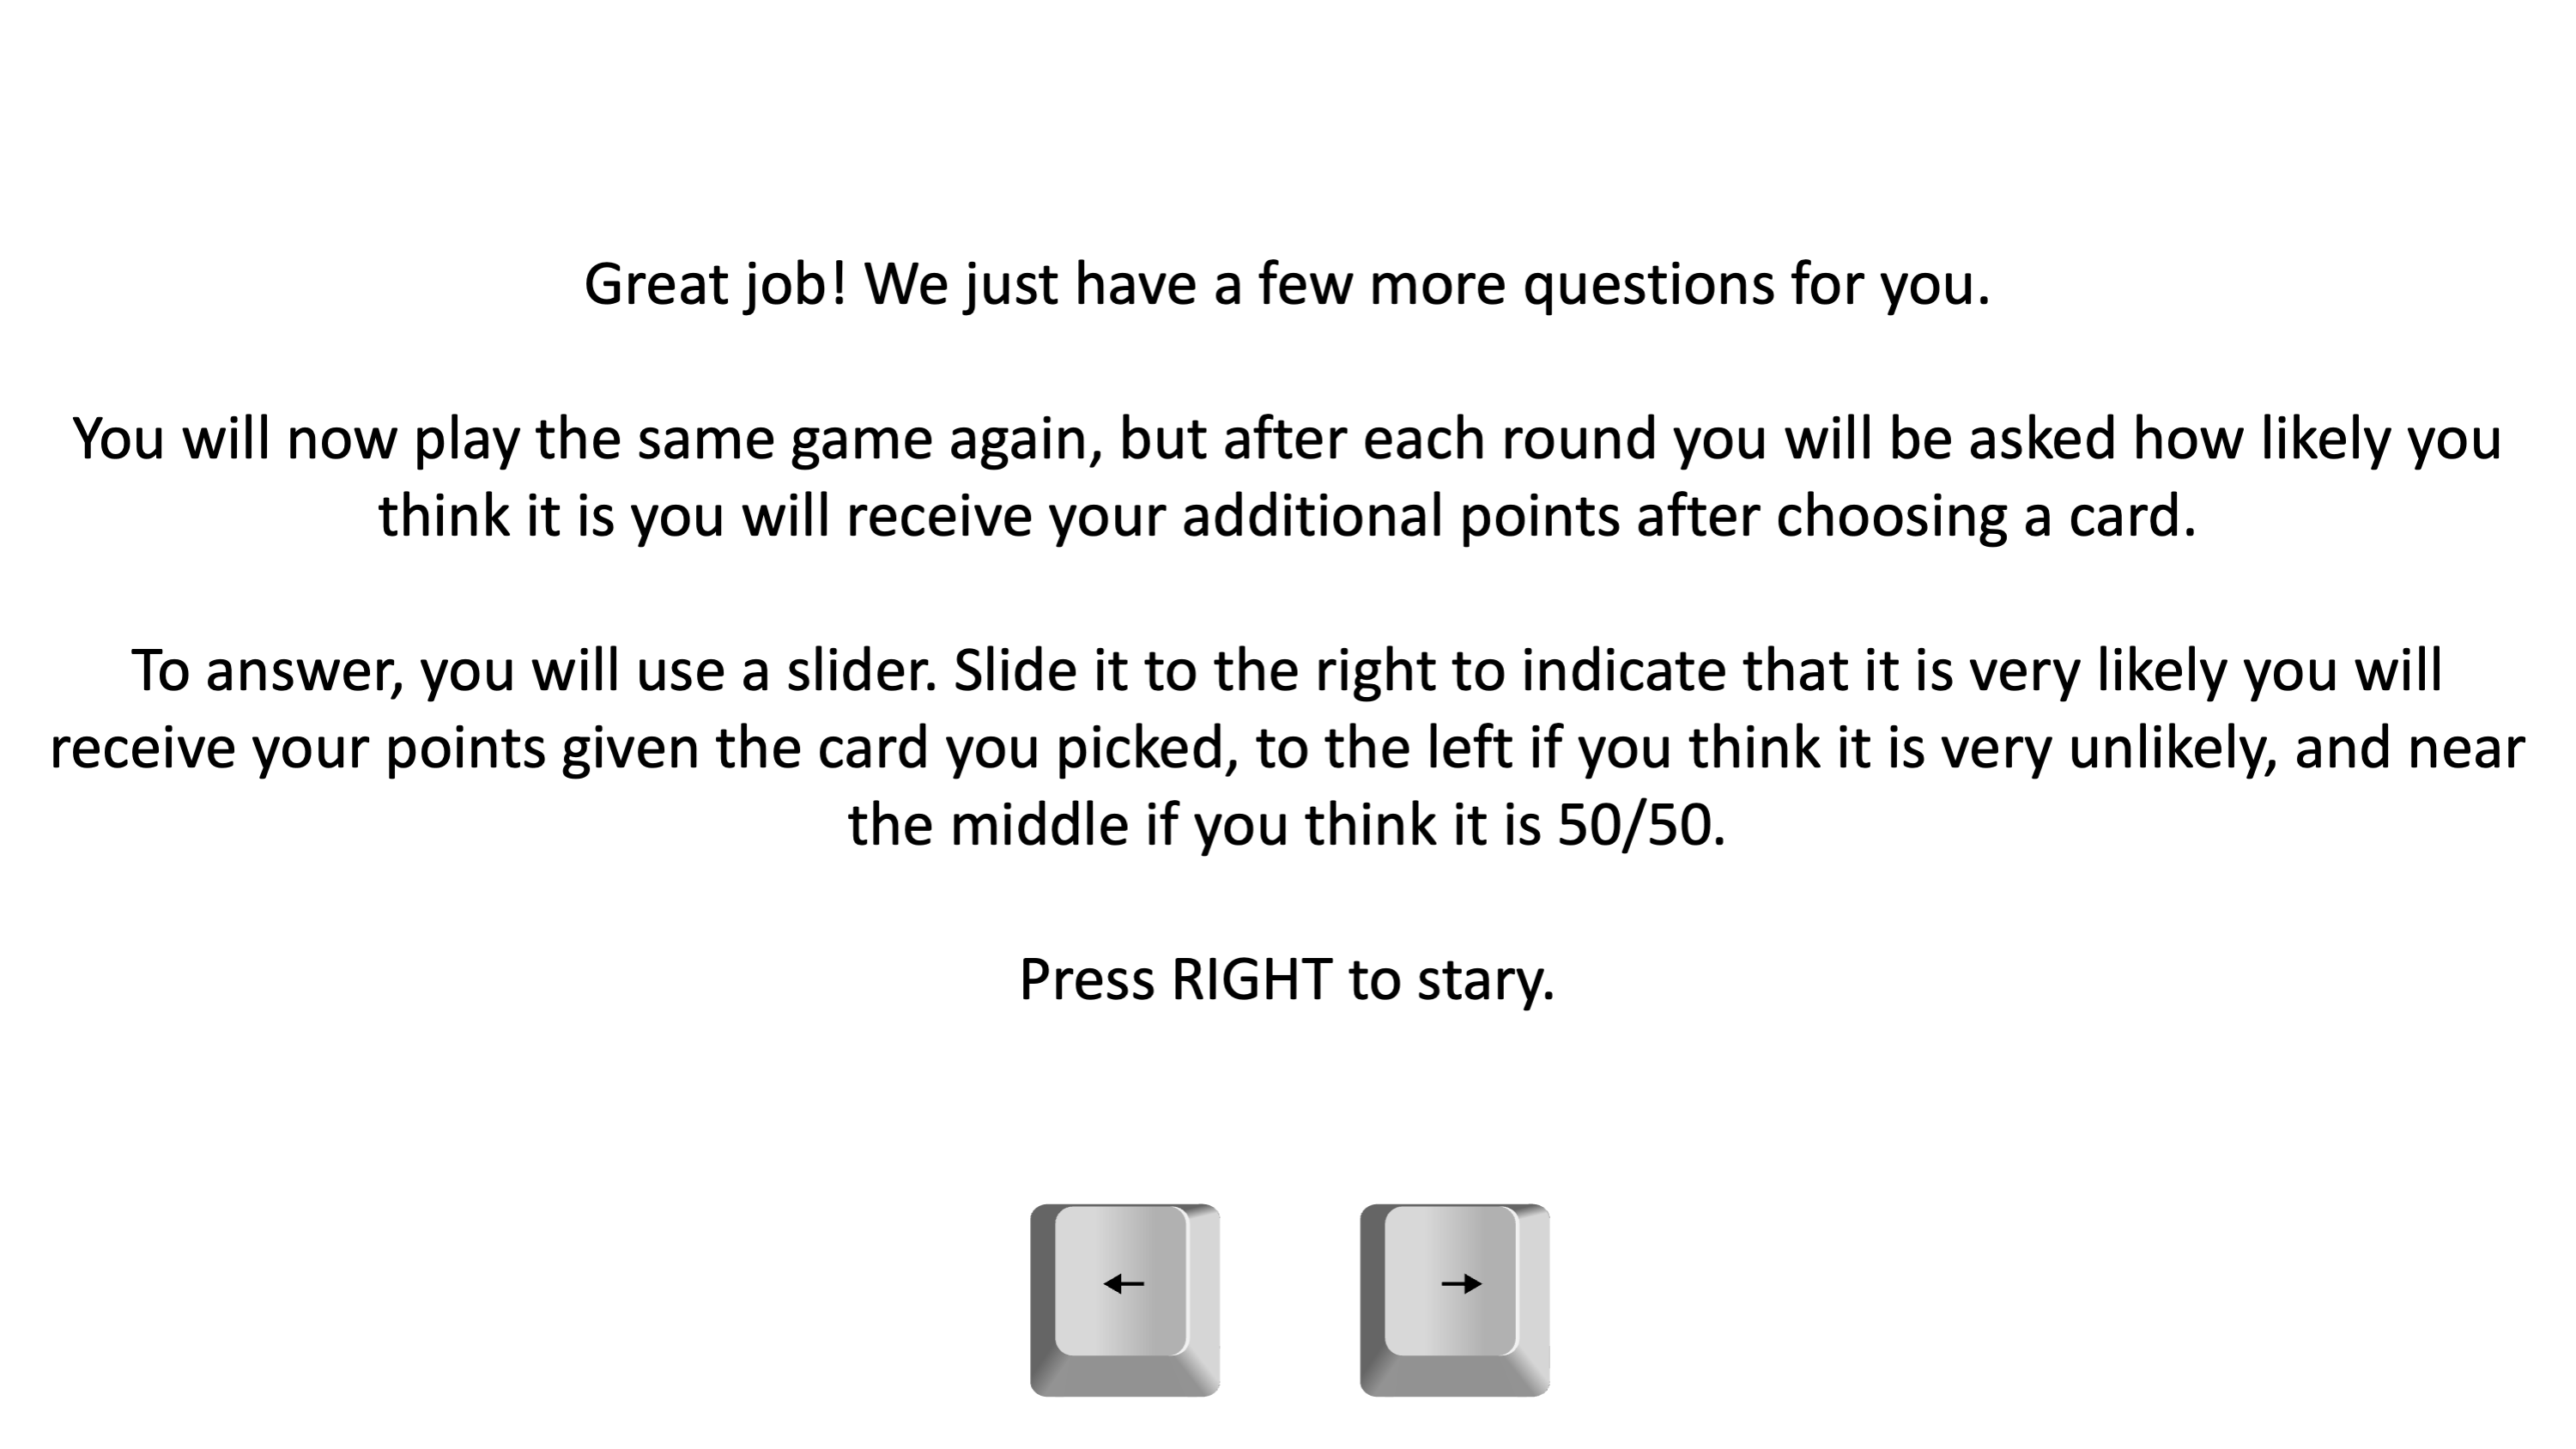 Great job! We just have a few more questions for you.
You will now play the same game again, but after each round you will be asked how likely you
think it is you will receive your additional points after choosing a card.
To answer, you will use a slider. Slide it to the right to indicate that it is very likely you will
receive your points given the card you picked, to the left if you think it is very unlikely, and near
the middle if you think it is 50/50.
Press RIGHT to stary.